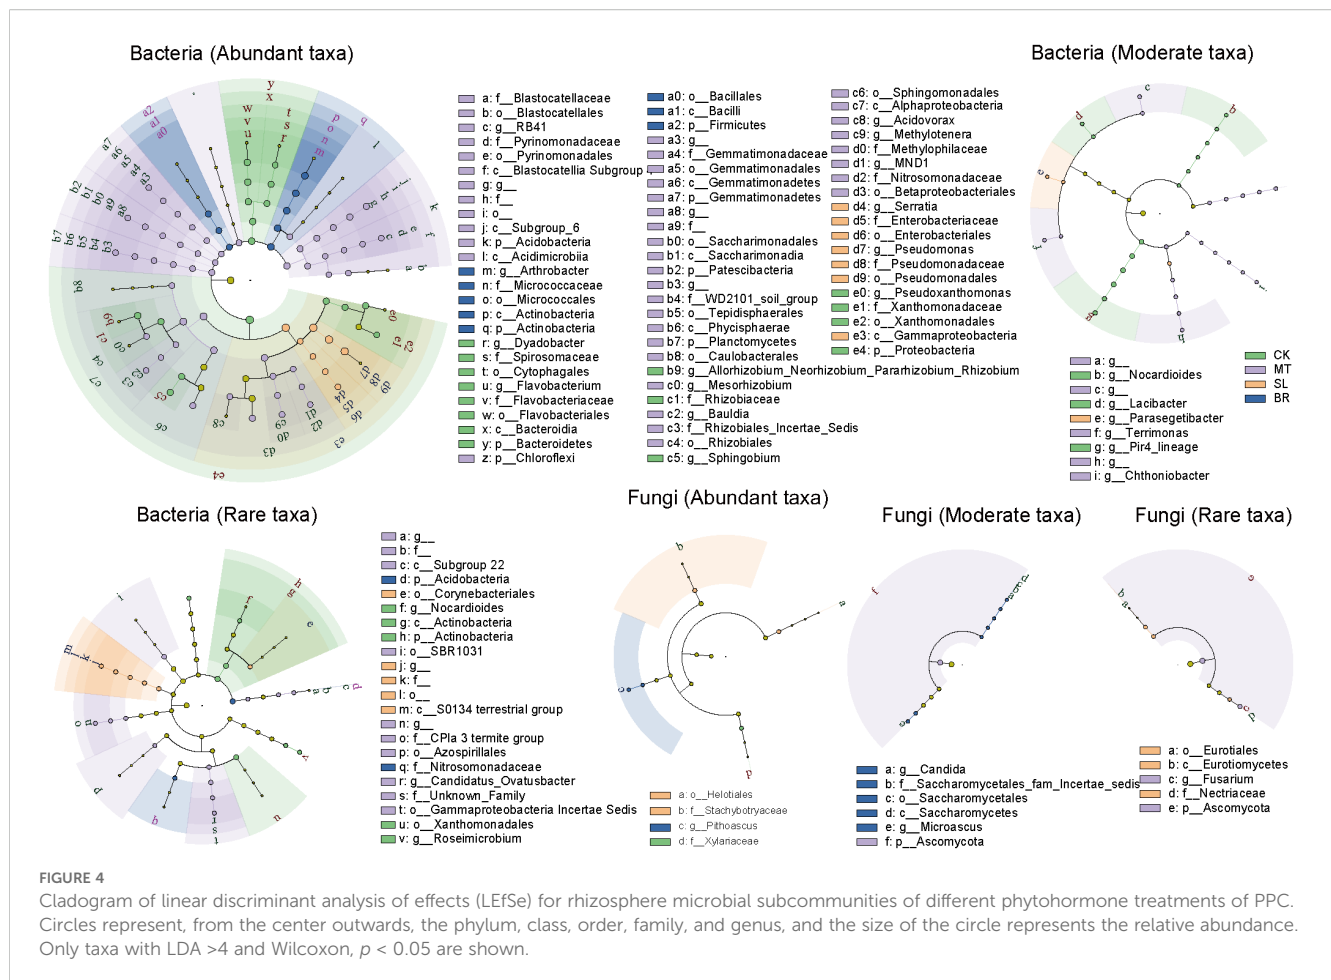 Bacteria (Abundant taxa)
a: f__Blastocatellaceae
b: o__Blastocatellales
c: g__RB41
d: f__Pyrinomonadaceae
e: o__Pyrinomonadales
f: c__Blastocatellia Subgroup
g: g__
h: f__
i: o__
j: c__Subgroup_6
k: p__Acidobacteria
l: c__Acidimicrobiia
m: g__Arthrobacter
n: f__Micrococcaceae
o: o__Micrococcales
p: c__Actinobacteria
q: p__Actinobacteria
r: g__Dyadobacter
s: f__Spirosomaceae
t: o__Cytophagales
u: g__Flavobacterium
v: f__Flavobacteriaceae
w: o__Flavobacteriales
x: c__Bacteroidia
y: p__Bacteroidetes
z: p__Chloroflexi
a0: o__Bacillales
a1: c__Bacilli
a2: p__Firmicutes
a3: g__
a4: f__Gemmatimonadaceae
a5: o__Gemmatimonadales
a6: c__Gemmatimonadetes
a7: p__Gemmatimonadetes
a8: g__
a9: f__
b0: o__Saccharimonadales
b1: c__Saccharimonadia
b2: p__Patescibacteria
b3: g__
b4: f__WD2101_soil_group
b5: o__Tepidisphaerales
b6: c__Phycisphaerae
b7: p__Planctomycetes
b8: o__Caulobacterales
b9: g__Allorhizobium_Neorhizobium_Pararhizobium_Rhizobium
c0: g__Mesorhizobium
c1: f__Rhizobiaceae
c2: g__Bauldia
c3: f__Rhizobiales_Incertae_Sedis
c4: o__Rhizobiales
c5: g__Sphingobium
c6: o__Sphingomonadales
c7: c__Alphaproteobacteria
c8: g__Acidovorax
c9: g__Methylotenera
d0: f__Methylophilaceae
d1: g__MND1
d2: f__Nitrosomonadaceae
d3: o__Betaproteobacteriales
d4: g__Serratia
d5: f__Enterobacteriaceae
d6: o__Enterobacteriales
d7: g__Pseudomonas
d8: f__Pseudomonadaceae
d9: o__Pseudomonadales
e0: g__Pseudoxanthomonas
e1: f__Xanthomonadaceae
e2: o__Xanthomonadales
e3: c__Gammaproteobacteria
e4: p__Proteobacteria
Bacteria (Moderate taxa)
a: g__
b: g__Nocardioides
c: g__
d: g__Lacibacter
e: g__Parasegetibacter
f: g__Terrimonas
g: g__Pir4_lineage
h: g__
i: g__Chthoniobacter
CK
MT
SL
BR
Bacteria (Rare taxa)
a: g__
b: f__
c: c__Subgroup 22
d: p__Acidobacteria
e: o__Corynebacteriales
f: g__Nocardioides
g: c__Actinobacteria
h: p__Actinobacteria
i: o__SBR1031
j: g__
k: f__
l: o__
m: c__S0134 terrestrial group
n: g__
o: f__CPla 3 termite group
p: o__Azospirillales
q: f__Nitrosomonadaceae
r: g__Candidatus_Ovatusbacter
s: f__Unknown_Family
t: o__Gammaproteobacteria Incertae Sedis
u: o__Xanthomonadales
v: g__Roseimicrobium
Fungi (Abundant taxa)
a: o__Helotiales
b: f__Stachybotryaceae
c: g__Pithoascus
d: f__Xylariaceae
Fungi (Moderate taxa)
a: g__Candida
b: f__Saccharomycetales_fam_Incertae_sedis
c: o__Saccharomycetales
d: c__Saccharomycetes
e: g__Microascus
f: p__Ascomycota
Fungi (Rare taxa)
a: o__Eurotiales
b: c__Eurotiomycetes
c: g__Fusarium
d: f__Nectriaceae
e: p__Ascomycota
FIGURE 4
Cladogram of linear discriminant analysis of effects (LEfSe) for rhizosphere microbial subcommunities of different phytohormone treatments of PPC.
Circles represent, from the center outwards, the phylum, class, order, family, and genus, and the size of the circle represents the relative abundance.
Only taxa with LDA >4 and Wilcoxon, p < 0.05 are shown.